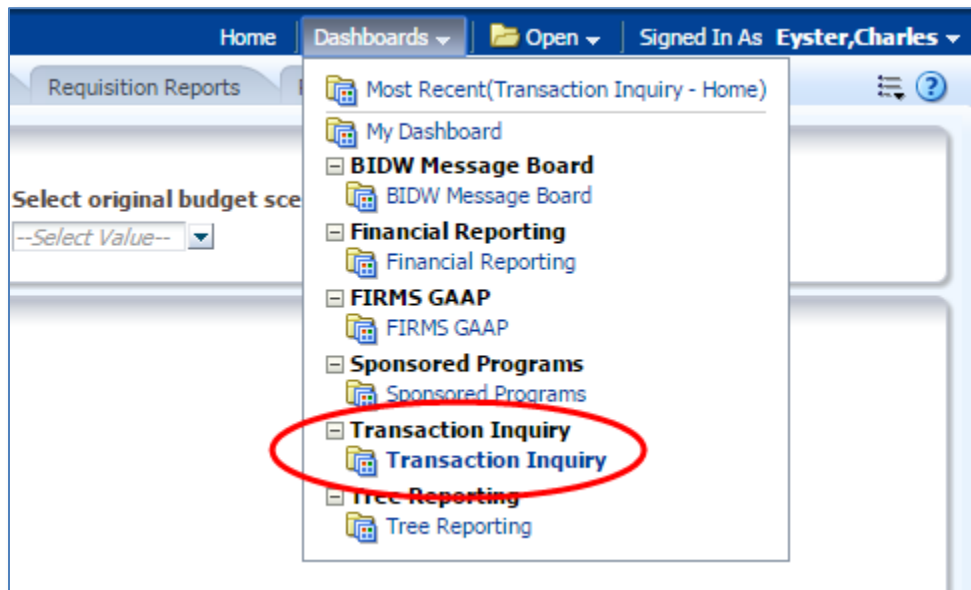 Home Dashboards Open Signed In As Eyster,Charles
Requisition Reports
Most Recent(Transaction Inquiry - Home)
My Dashboard
BIDW Message Board
BIDW Message Board
Select original budget sce
--Select Value--
Financial Reporting
Financial Reporting
FIRMS GAAP
FIRMS GAAP
Sponsored Programs
Sponsored Programs
Transaction Inquiry
Transaction Inquiry
Tree Reporting
Tree Reporting